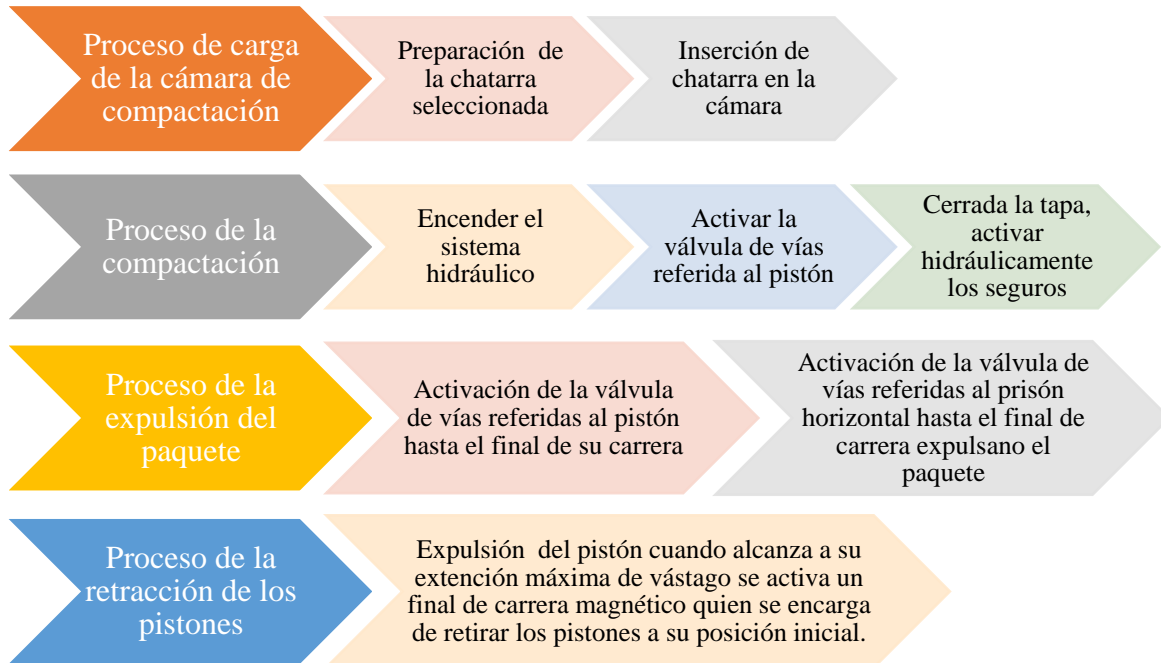 Proceso de carga
de la cámara de
compactación
Preparación de
la chatarra
seleccionada
Inserción de
chatarra en la
cámara
Proceso de la
compactación
Encender el
sistema
hidráulico
Activar la
válvula de vías
referida al pistón
Cerrada la tapa,
activar
hidráulicamente
los seguros
Proceso de la
expulsión del
paquete
Activación de la válvula
de vías referidas al pistón
hasta el final de su carrera
Activación de la válvula de
vías referidas al prisón
horizontal hasta el final de
carrera expulsano el
paquete
Proceso de la
retracción de los
pistones
Expulsión del pistón cuando alcanza a su
extención máxima de vástago se activa un
final de carrera magnético quien se encarga
de retirar los pistones a su posición inicial.